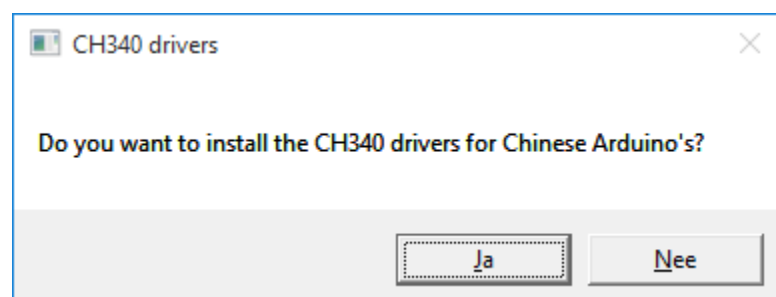 CH340 drivers
Do you want to install the CH340 drivers for Chinese Arduino's?
Ja Nee